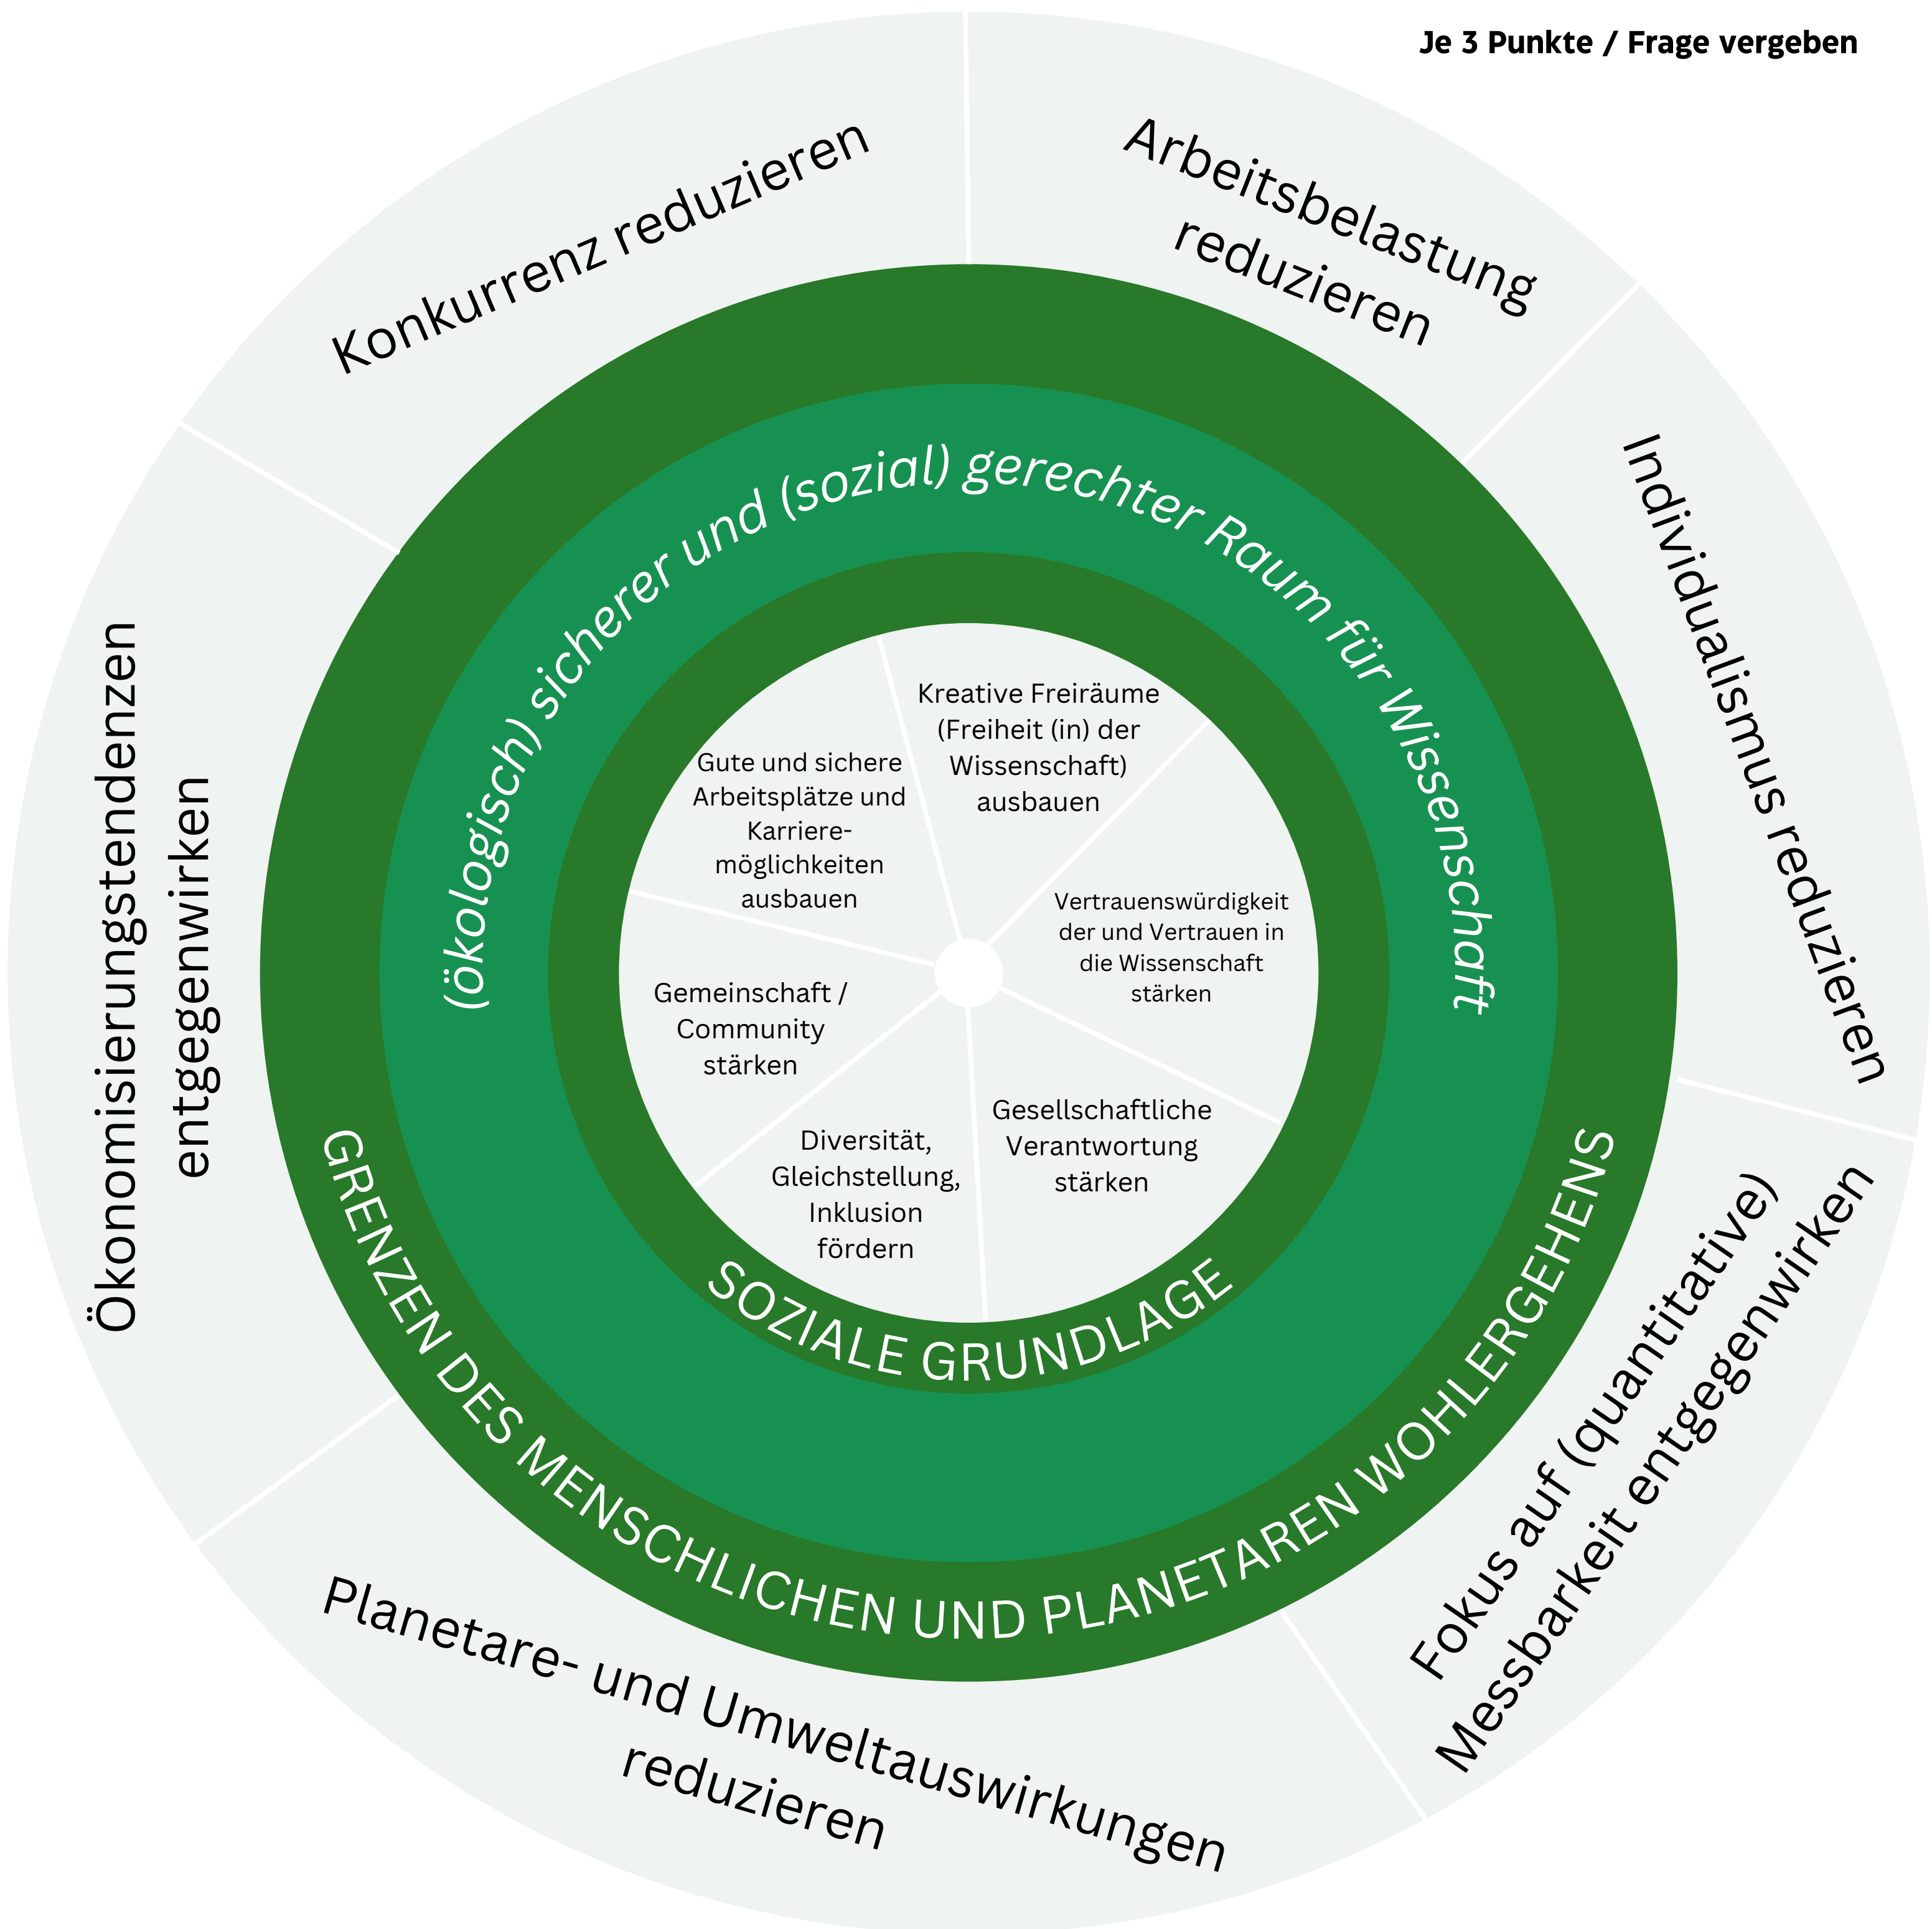 Je 3 Punkte / Frage vergeben
Konkurrenz reduzieren
Arbeitsbelastung
reduzieren
Individualismus reduzieren
Fokus auf (quantitative)
Messbarkeit entgegenwirken
Planetare- und Umweltauswirkungen
reduzieren
Ökonomisierungstendenzen
entgegenwirken
(ökologisch) sicherer und (sozial) gerechter Raum für Wissenschaft
GRENZEN DES MENSCHLICHEN UND PLANETAREN WOHLERGEHENS
SOZIALE GRUNDLAGE
Kreative Freiräume
(Freiheit (in) der
Wissenschaft)
ausbauen
Vertrauenswürdigkeit
der und Vertrauen in
die Wissenschaft
stärken
Gesellschaftliche
Verantwortung
stärken
Diversität,
Gleichstellung,
Inklusion
fördern
Gemeinschaft /
Community
stärken
Gute und sichere
Arbeitsplätze und
Karriere-
möglichkeiten
ausbauen